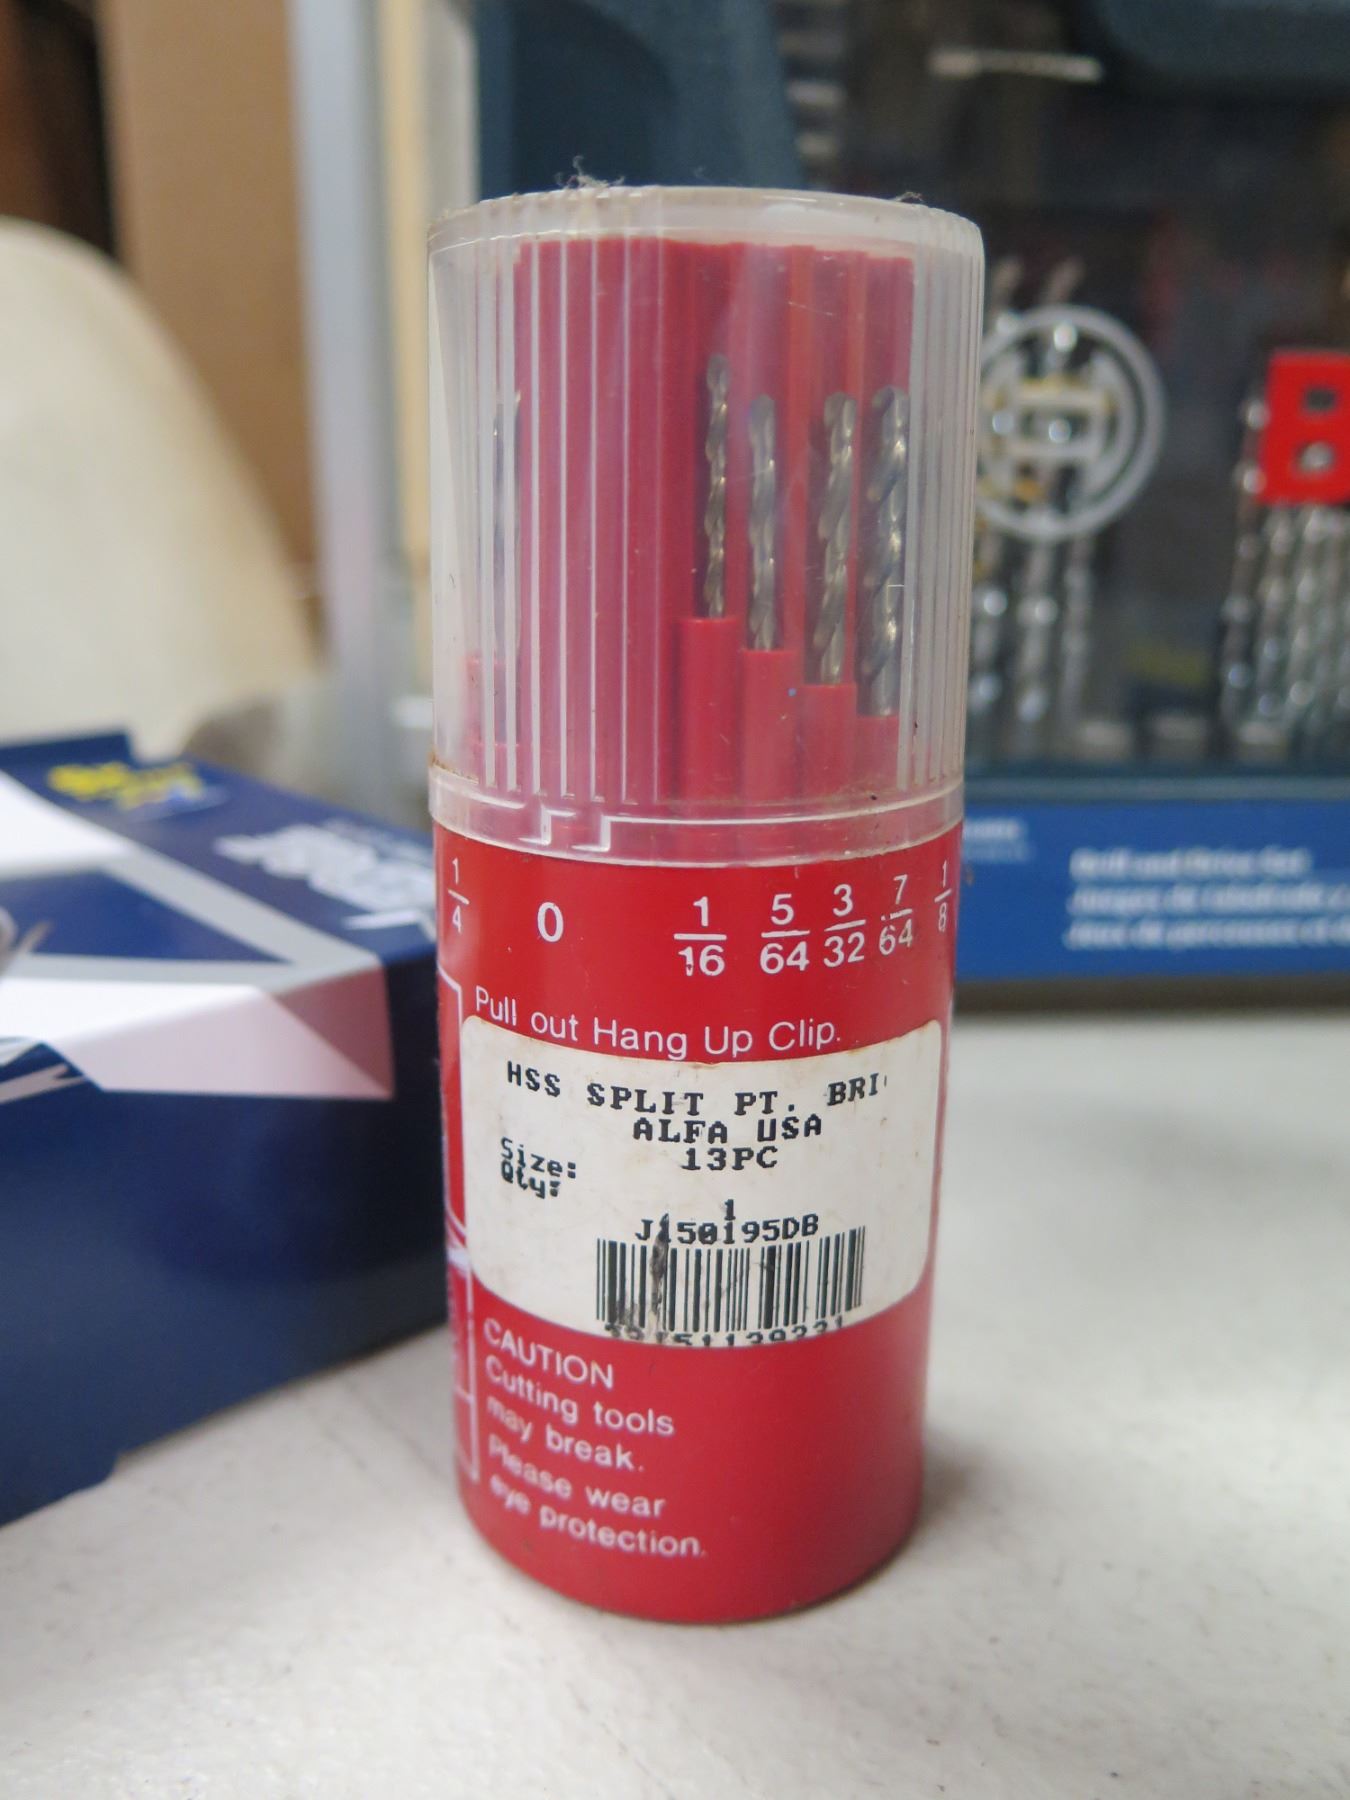 1/4 0 1/16 5/64 3/32 7/64 1/8
Pull out Hang Up Clip.
HSS SPLIT PT. BRI
ALFA USA
Size: 13PC
Qty: 1
J150195DB
CAUTION
Cutting tools
may break.
Please wear
eye protection.